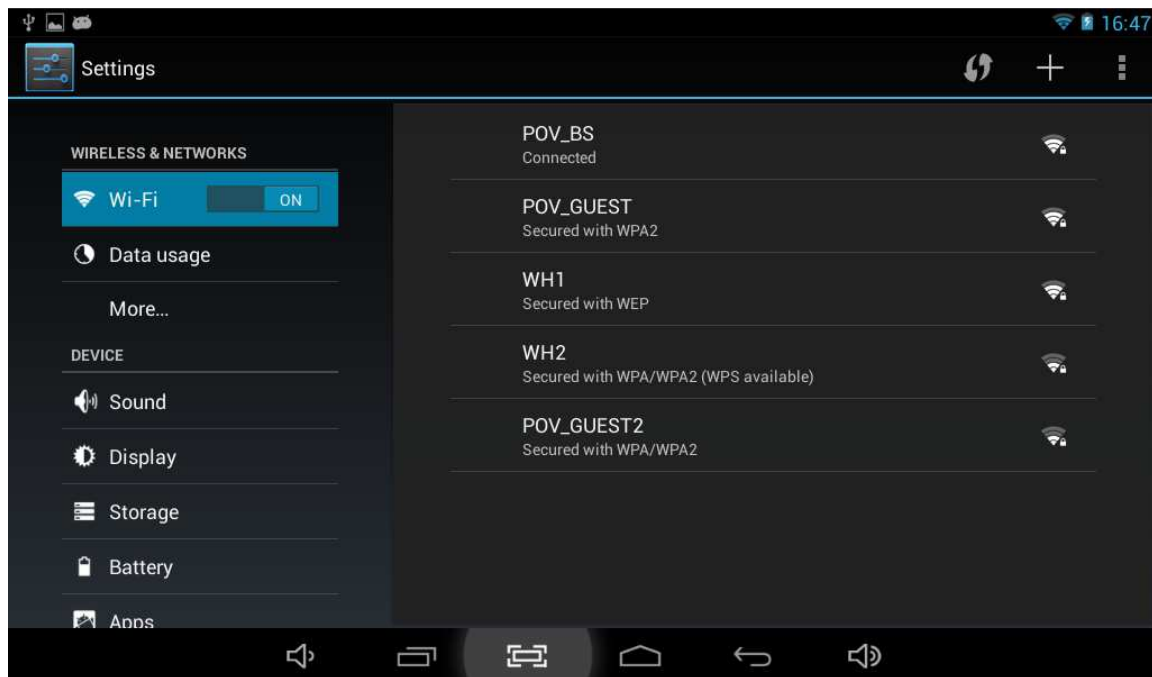 16:47
Settings
WIRELESS & NETWORKS
Wi-Fi
ON
Data usage
More...
DEVICE
Sound
Display
Storage
Battery
Apps
POV_BS
Connected
POV_GUEST
Secured with WPA2
WH1
Secured with WEP
WH2
Secured with WPA/WPA2 (WPS available)
POV_GUEST2
Secured with WPA/WPA2